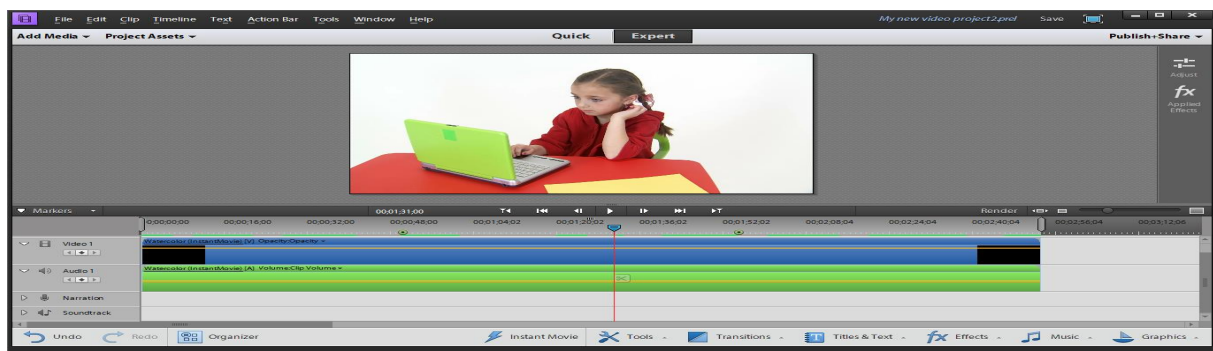 File Edit Clip Timeline Text Action Bar Tools Window Help My new video project2.prel Save
Add Media Project Assets Quick Expert Publish+Share
Adjust
fx
Applied
Effects
Markers 00;01;31;00 Render
0;00;00;00 00;00;16;00 00;00;32;00 00;00;48;00 00;01;04;02 00;01;20;02 00;01;36;02 00;01;52;02 00;02;08;04 00;02;24;04 00;02;40;04 00;02;56;04 00;03;12;06
Video 1 Watercolor (InstantMovie) [V] Opacity:Opacity
Audio 1 Watercolor (InstantMovie) [A] Volume:Clip Volume
Narration
Soundtrack
Undo Redo Organizer Instant Movie Tools Transitions Titles & Text Effects Music Graphics